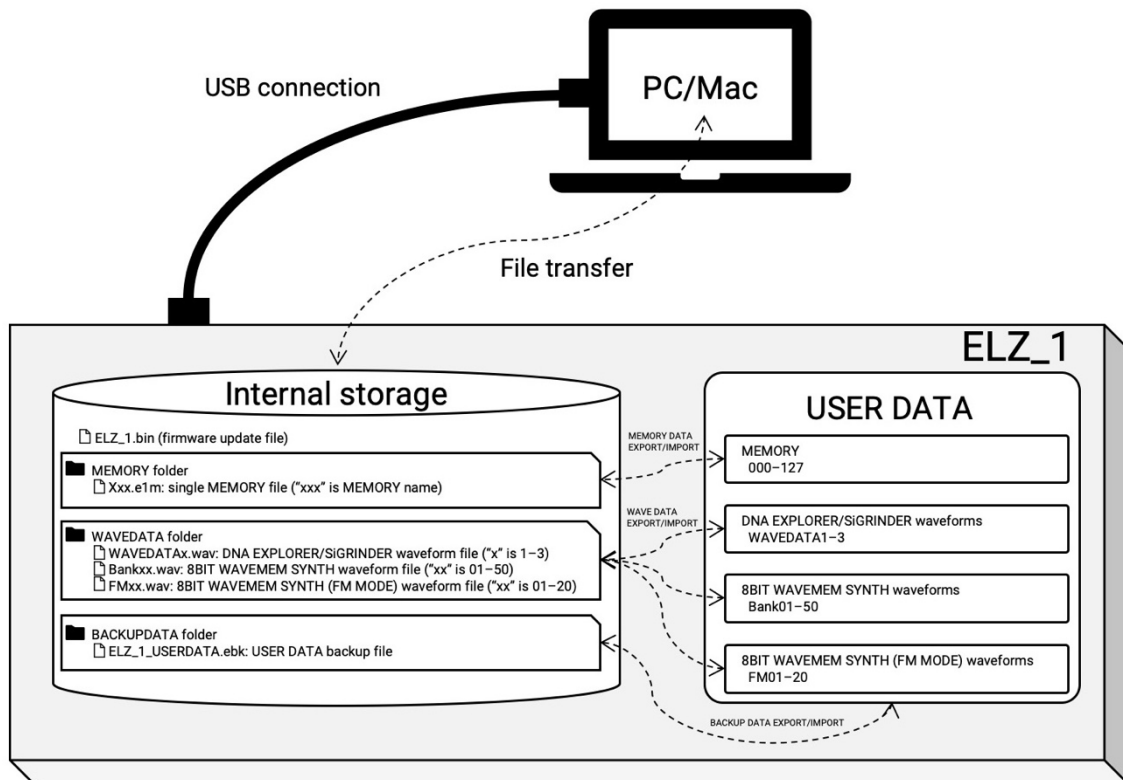 USB connection
PC/Mac
File transfer
ELZ_1
Internal storage
ELZ_1.bin (firmware update file)
MEMORY folder
Xxx.e1m: single MEMORY file (“xxx” is MEMORY name)
WAVEDATA folder
WAVEDATAx.wav: DNA EXPLORER/SiGRINDER waveform file (“x” is 1–3)
Bankxx.wav: 8BIT WAVEMEM SYNTH waveform file (“xx” is 01–50)
FMxx.wav: 8BIT WAVEMEM SYNTH (FM MODE) waveform file (“xx” is 01–20)
BACKUPDATA folder
ELZ_1_USERDATA.ebk: USER DATA backup file
MEMORY DATA
EXPORT/IMPORT
WAVE DATA
EXPORT/IMPORT
BACKUP DATA EXPORT/IMPORT
USER DATA
MEMORY
000–127
DNA EXPLORER/SiGRINDER waveforms
WAVEDATA1–3
8BIT WAVEMEM SYNTH waveforms
Bank01–50
8BIT WAVEMEM SYNTH (FM MODE) waveforms
FM01–20